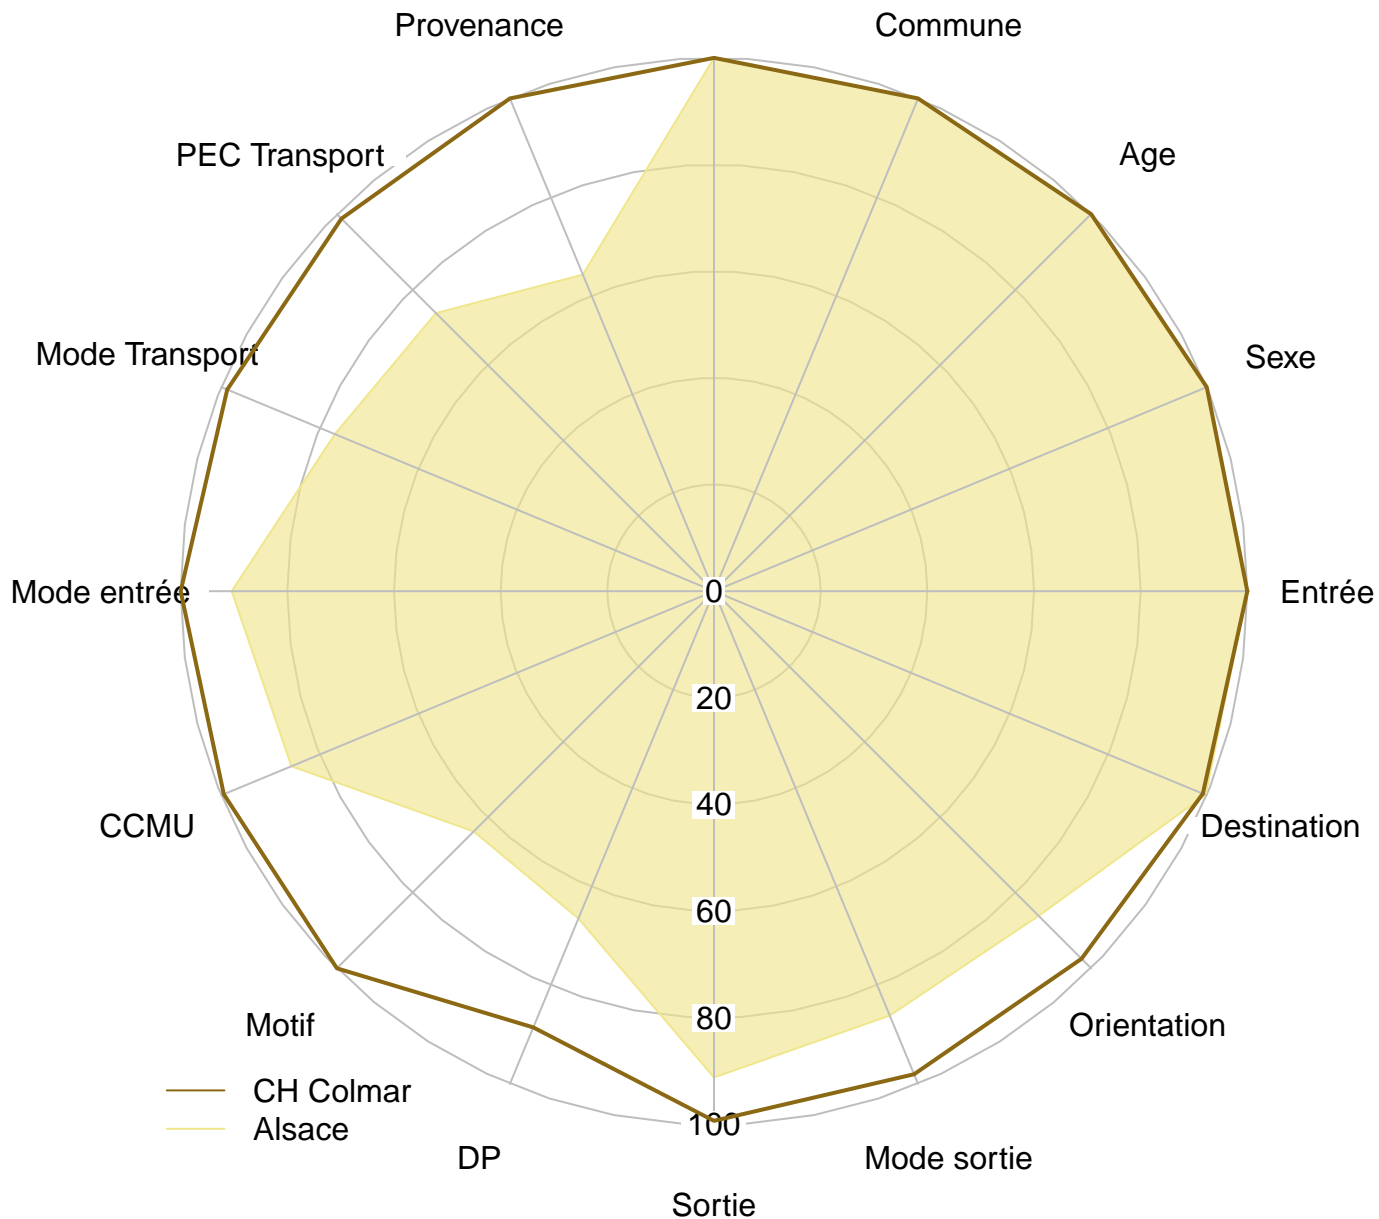 Provenance
Commune
PEC Transport
Age
Mode Transport
Sexe
Mode entrée
0
Entrée
20
40
CCMU
Destination
60
80
Motif
Orientation
CH Colmar
100
Alsace
DP
Mode sortie
Sortie